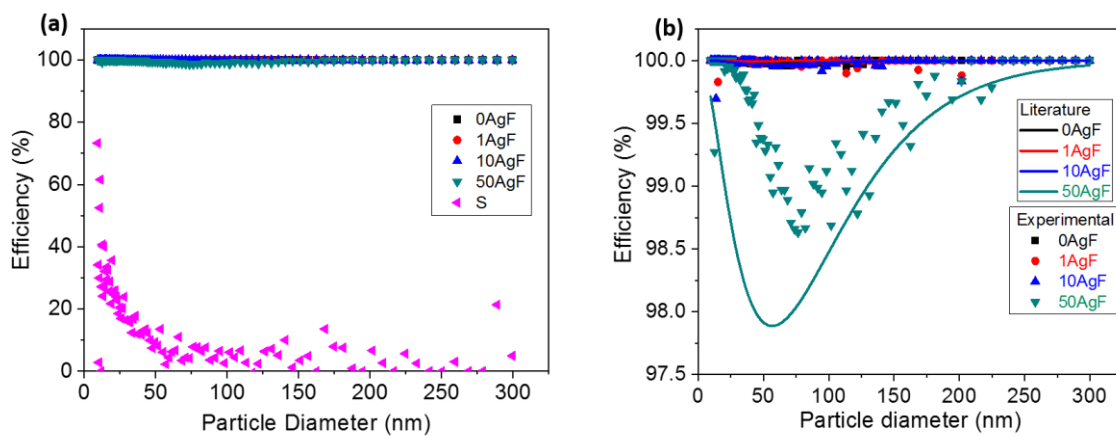 (a)
100
80
60
40
20
0
Efficiency (%)
0AgF
1AgF
10AgF
50AgF
S
0 50 100 150 200 250 300
Particle Diameter (nm)
(b)
100.0
99.5
99.0
98.5
98.0
97.5
Efficiency (%)
Literature
0AgF
1AgF
10AgF
50AgF
Experimental
0AgF
1AgF
10AgF
50AgF
0 50 100 150 200 250 300
Particle diameter (nm)